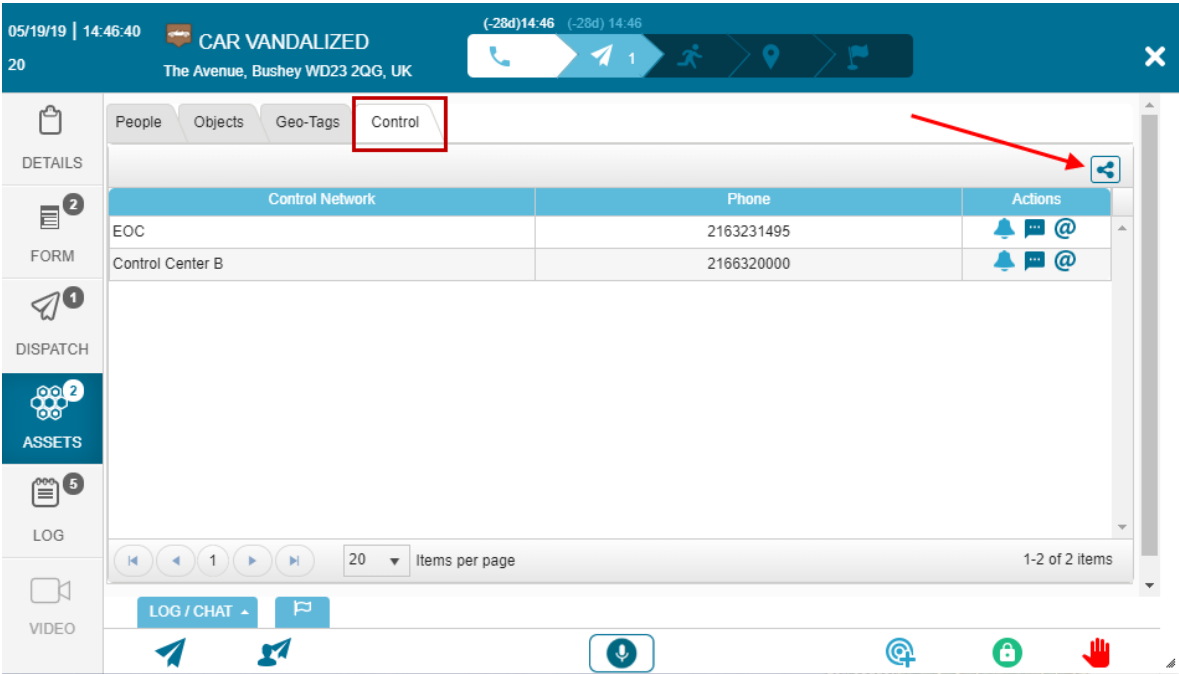 05/19/19 | 14:46:40
20
CAR VANDALIZED
The Avenue, Bushey WD23 2QG, UK
(-28d)14:46 (-28d) 14:46
1
DETAILS
2
FORM
1
DISPATCH
2
ASSETS
5
LOG
VIDEO
People Objects Geo-Tags Control
Control Network Phone Actions
EOC 2163231495 @
Control Center B 2166320000 @
1 20 Items per page 1-2 of 2 items
LOG / CHAT